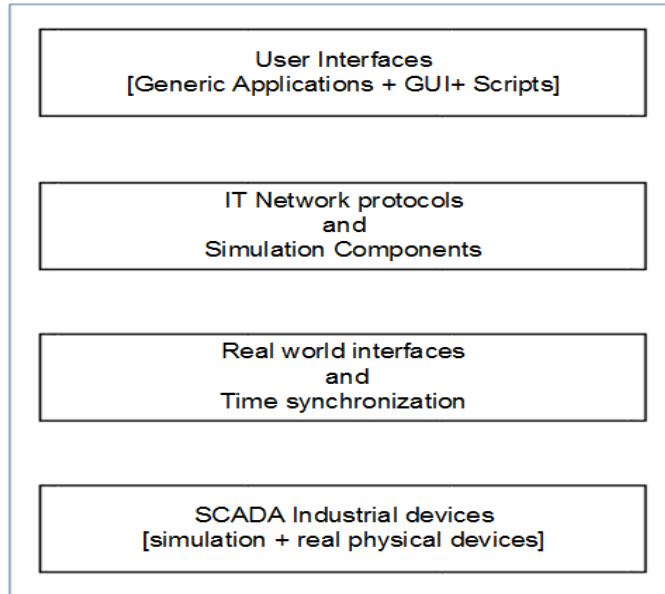 User Interfaces
[Generic Applications + GUI+ Scripts]
IT Network protocols
and
Simulation Components
Real world interfaces
and
Time synchronization
SCADA Industrial devices
[simulation + real physical devices]